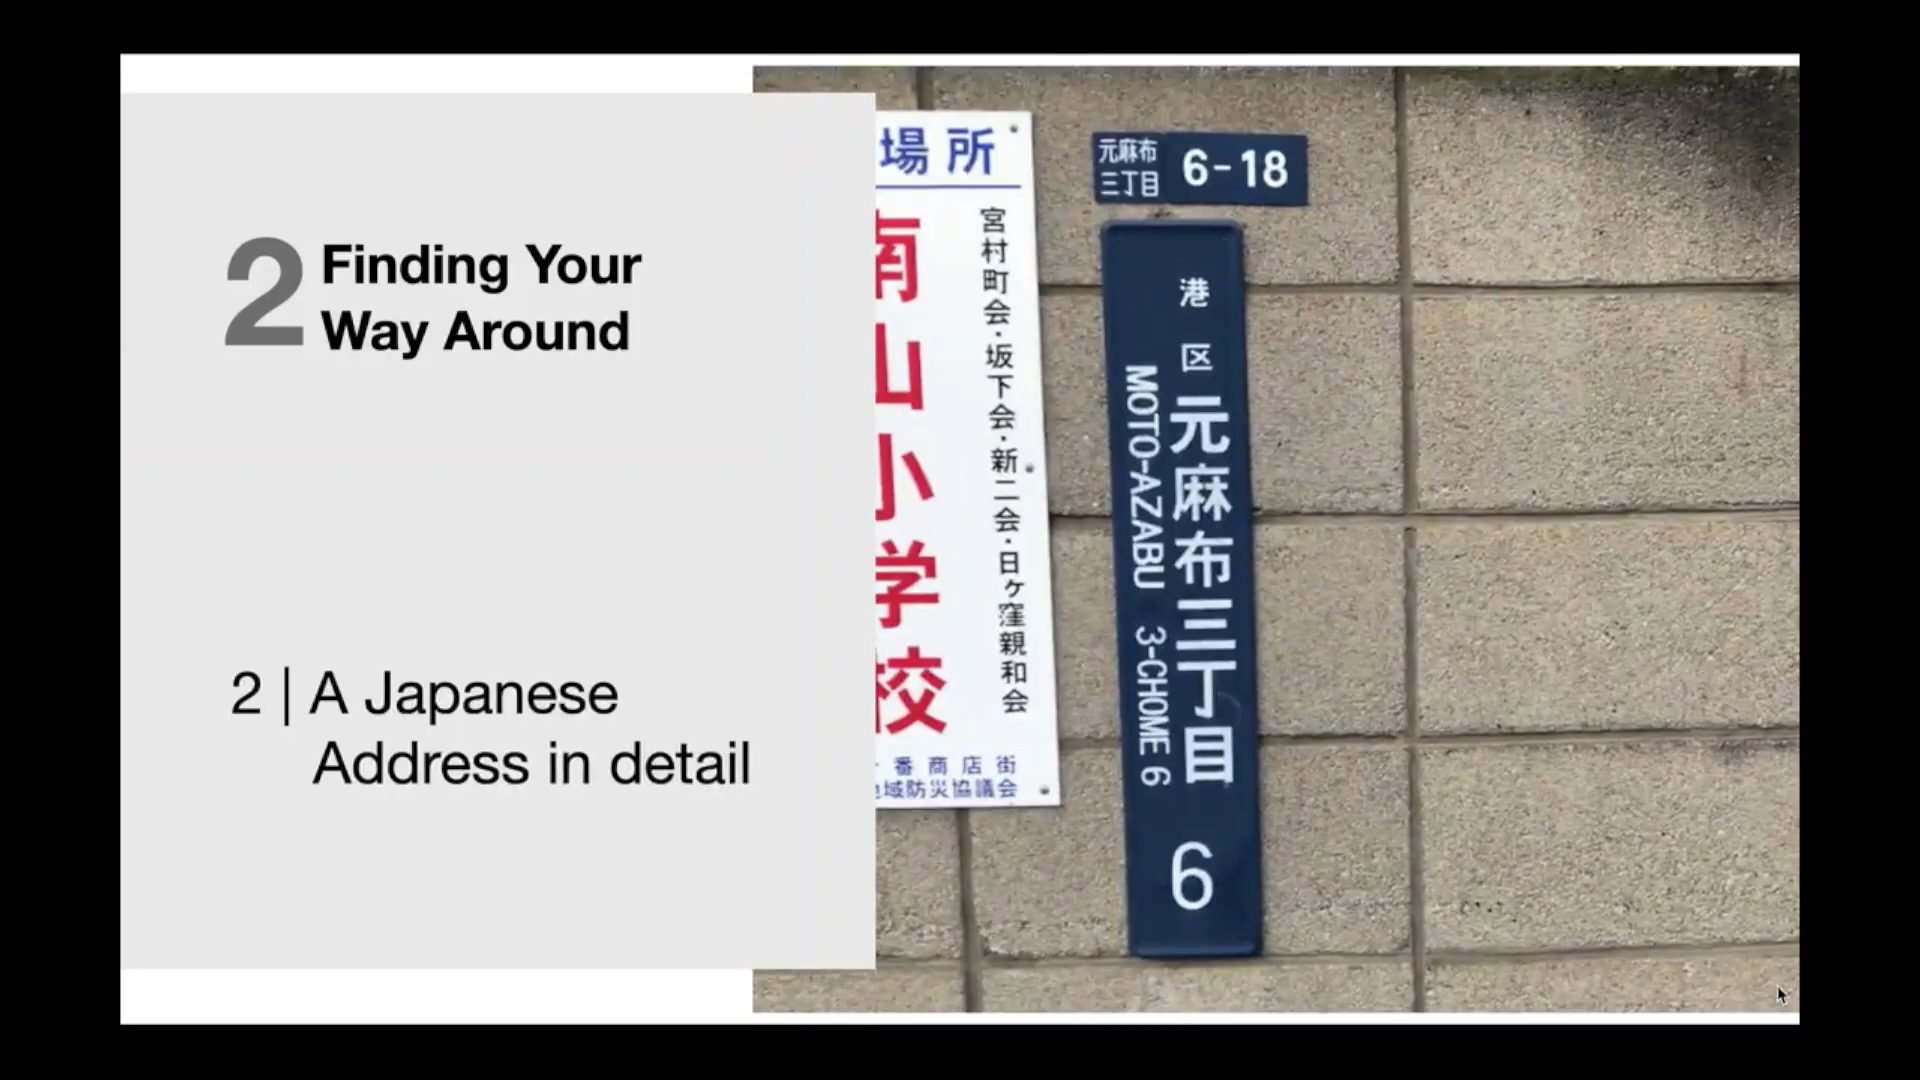 2
Finding Your
Way Around
2 | A Japanese
Address in detail
場所
南山小学校
宮村町会・坂下会・新二会・日ヶ窪親和会
番商店街
地域防災協議会
元麻布
三丁目
6-18
港区
元麻布三丁目
MOTO-AZABU 3-CHOME 6
6